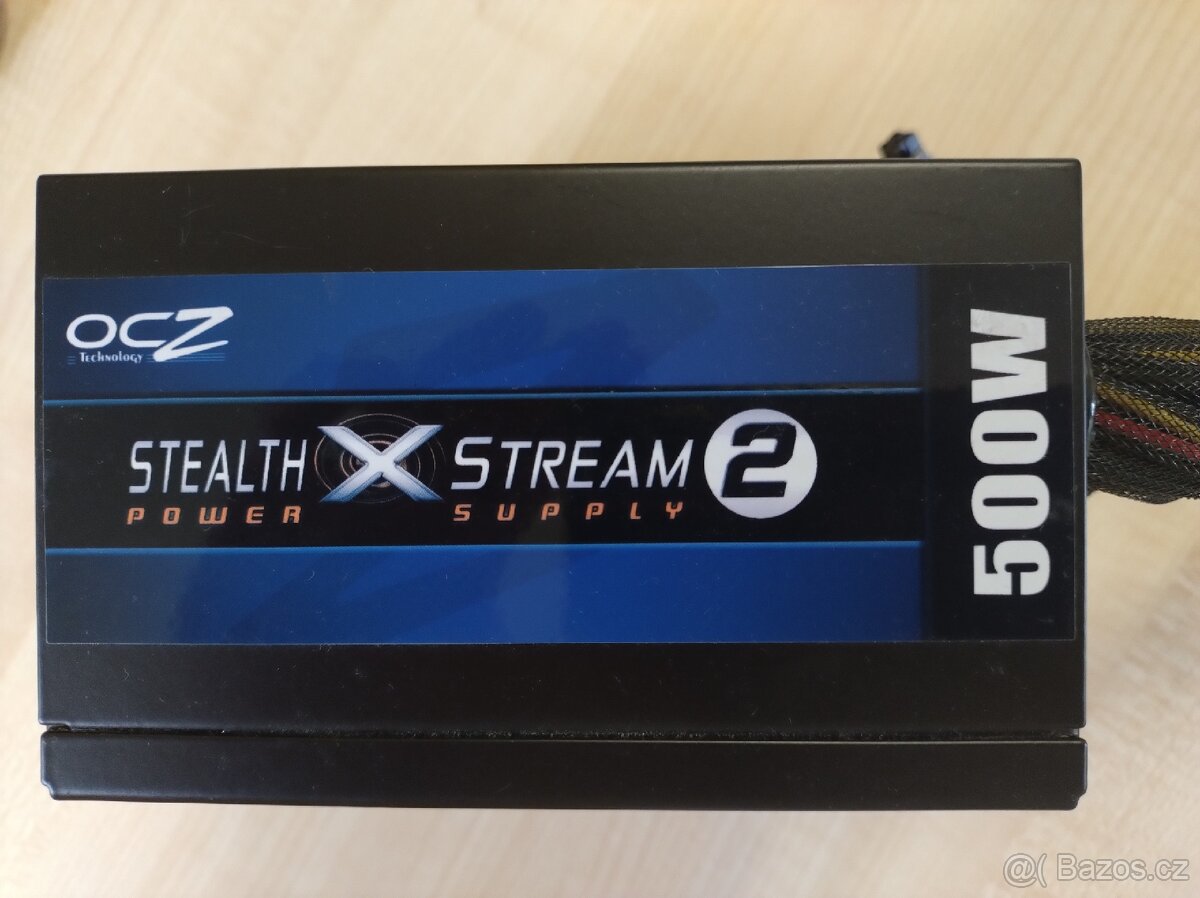 OCZ
Technology
STEALTH X STREAM 2
POWER SUPPLY
500W
@( Bazos.cz